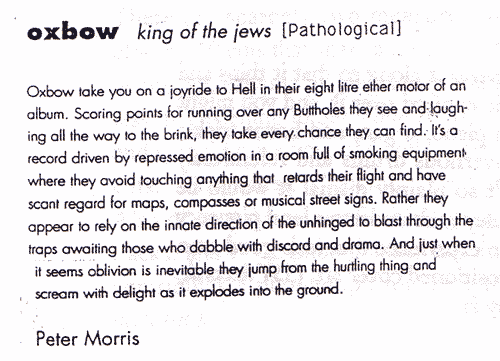 oxbow king of the jews [Pathological]
Oxbow take you on a joyride to Hell in their eight litre ether motor of an
album. Scoring points for running over any Buttholes they see and laugh-
ing all the way to the brink, they take every chance they can find. It's a
record driven by repressed emotion in a room full of smoking equipment
where they avoid touching anything that retards their flight and have
scant regard for maps, compasses or musical street signs. Rather they
appear to rely on the innate direction of the unhinged to blast through the
traps awaiting those who dabble with discord and drama. And just when
it seems oblivion is inevitable they jump from the hurtling thing and
scream with delight as it explodes into the ground.
Peter Morris